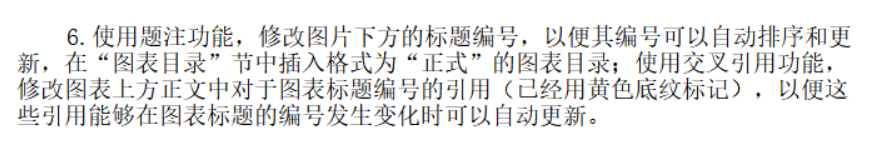 6. 使用题注功能，修改图片下方的标题编号，以便其编号可以自动排序和更
新，在“图表目录”节中插入格式为“正式”的图表目录；使用交叉引用功能，
修改图表上方正文中对于图表标题编号的引用（已经用黄色底纹标记），以便这
些引用能够在图表标题的编号发生变化时可以自动更新。